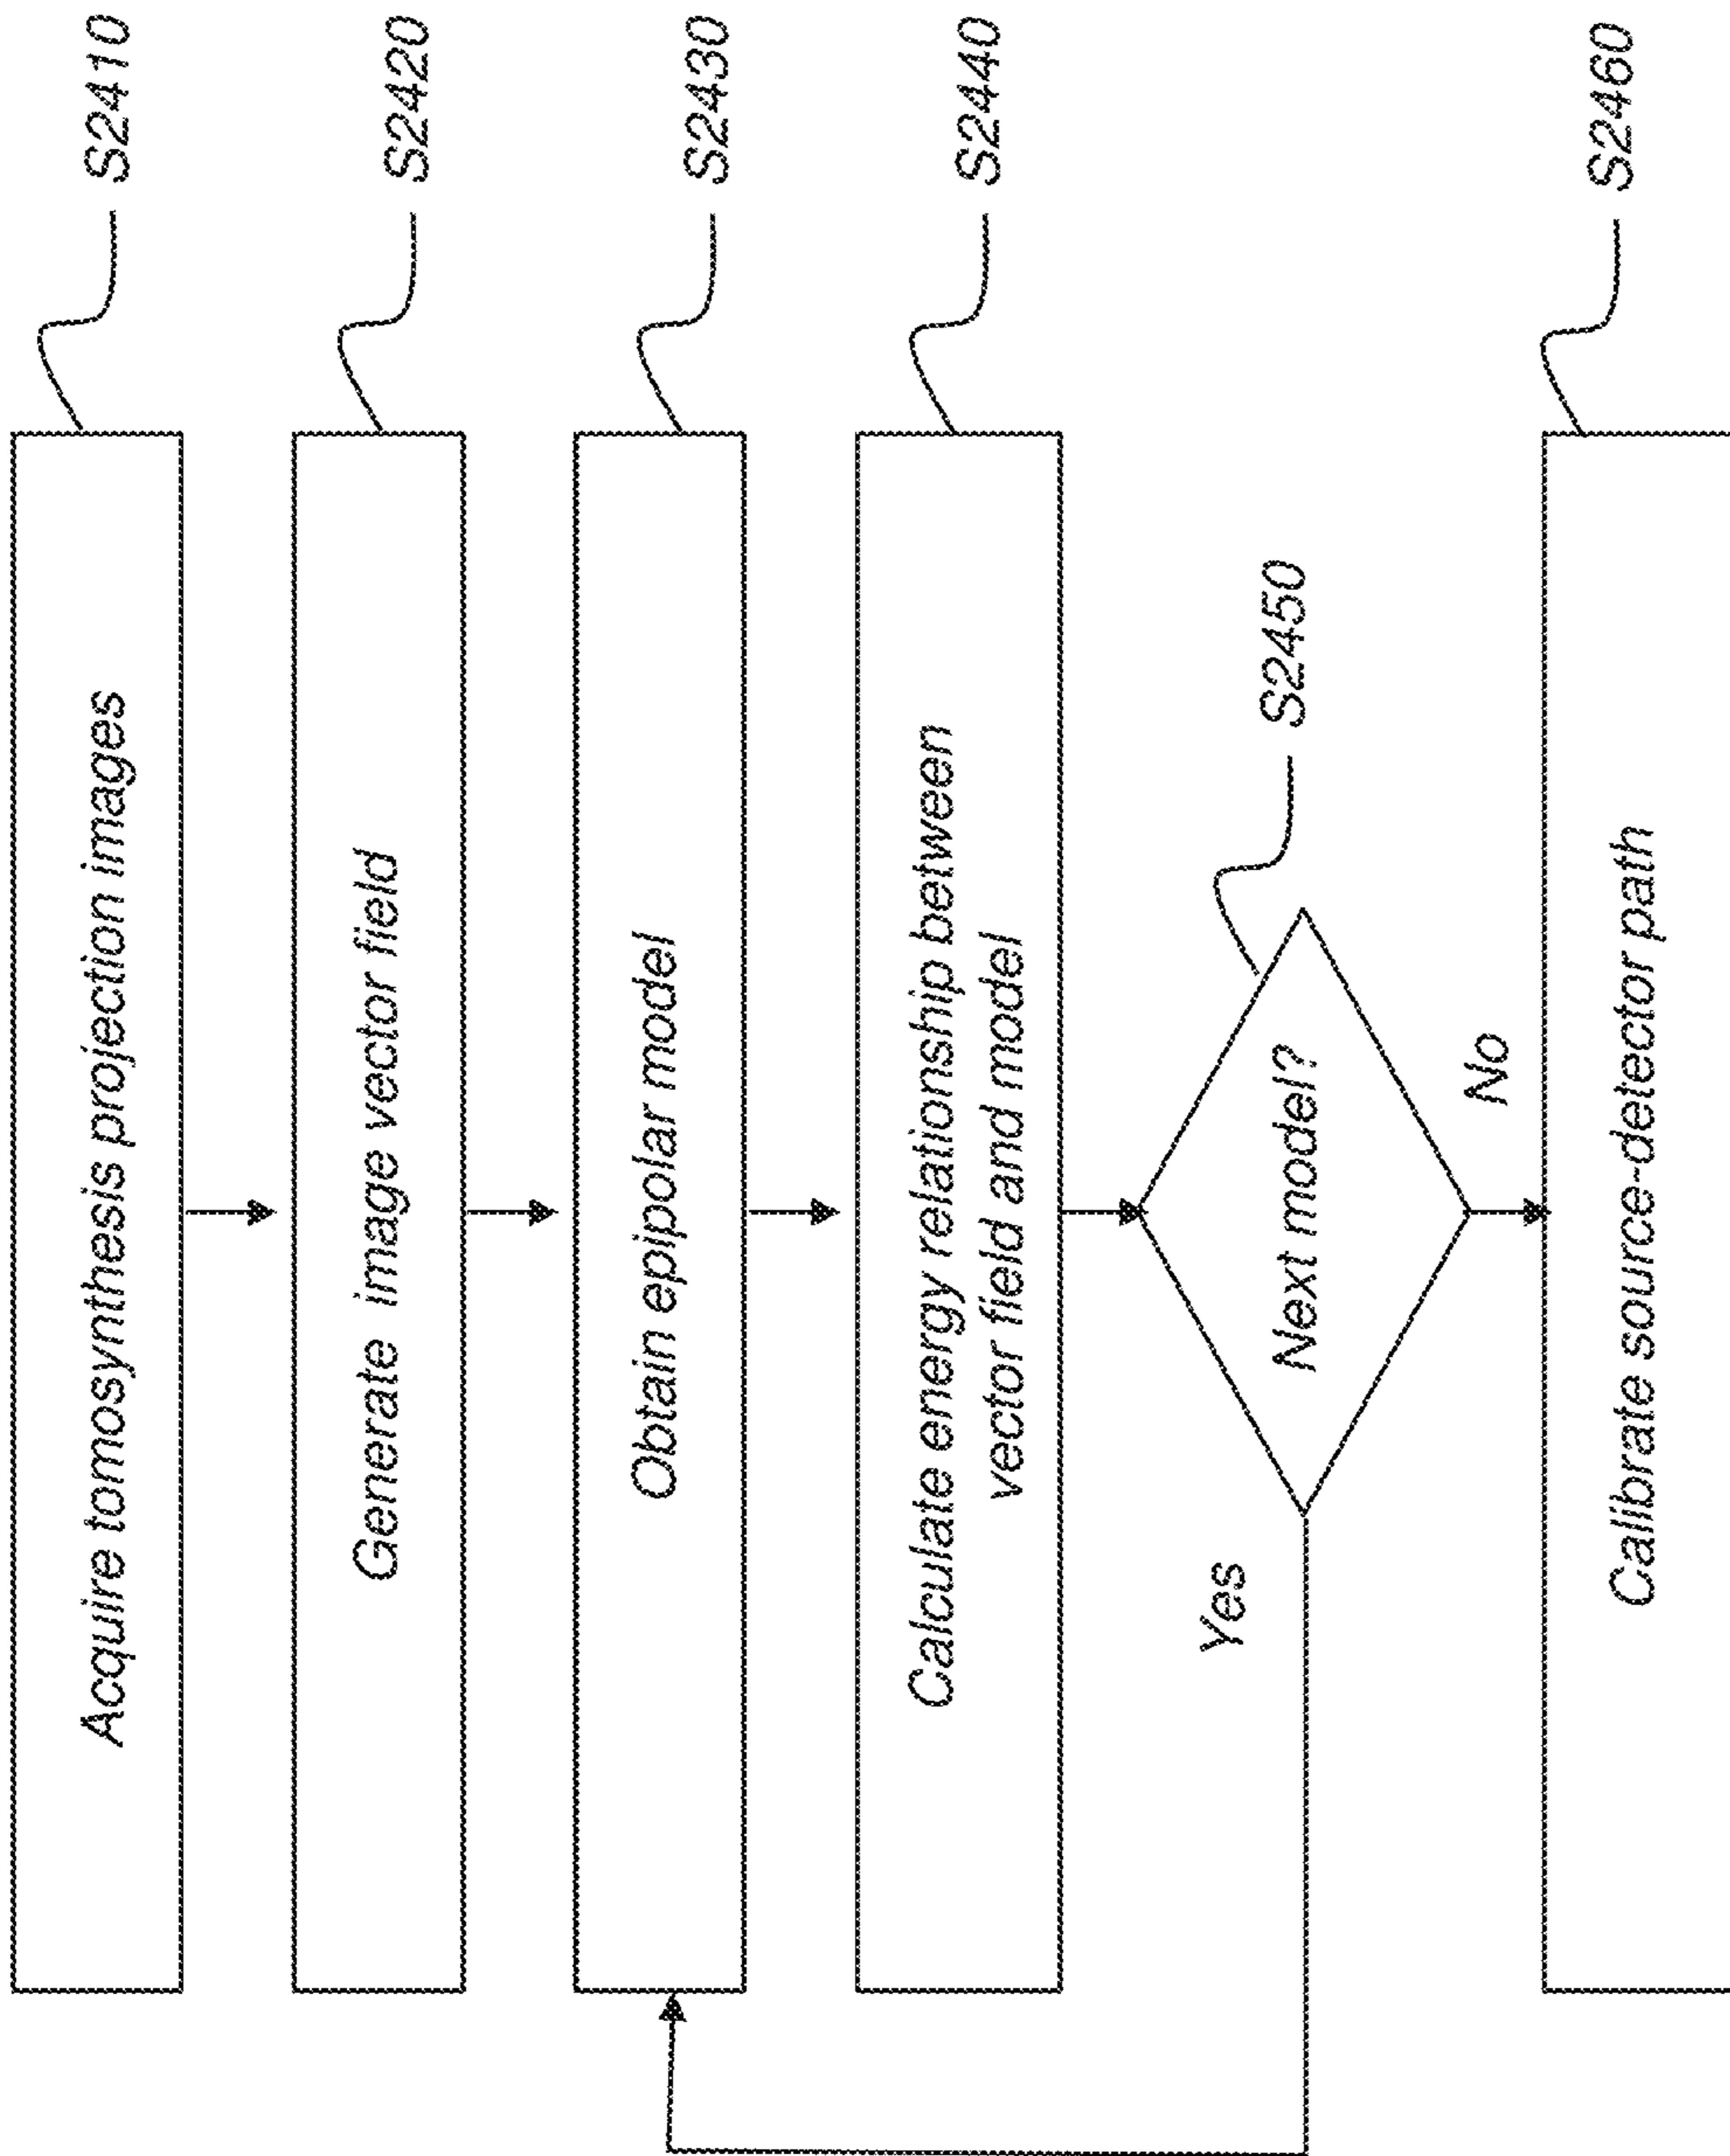 Acquire tomosynthesis projection images
S2410
Generate image vector field
S2420
Obtain epipolar model
S2430
Calculate energy relationship between
vector field and model
S2440
Next model?
S2450
Yes
No
Calibrate source-detector path
S2460